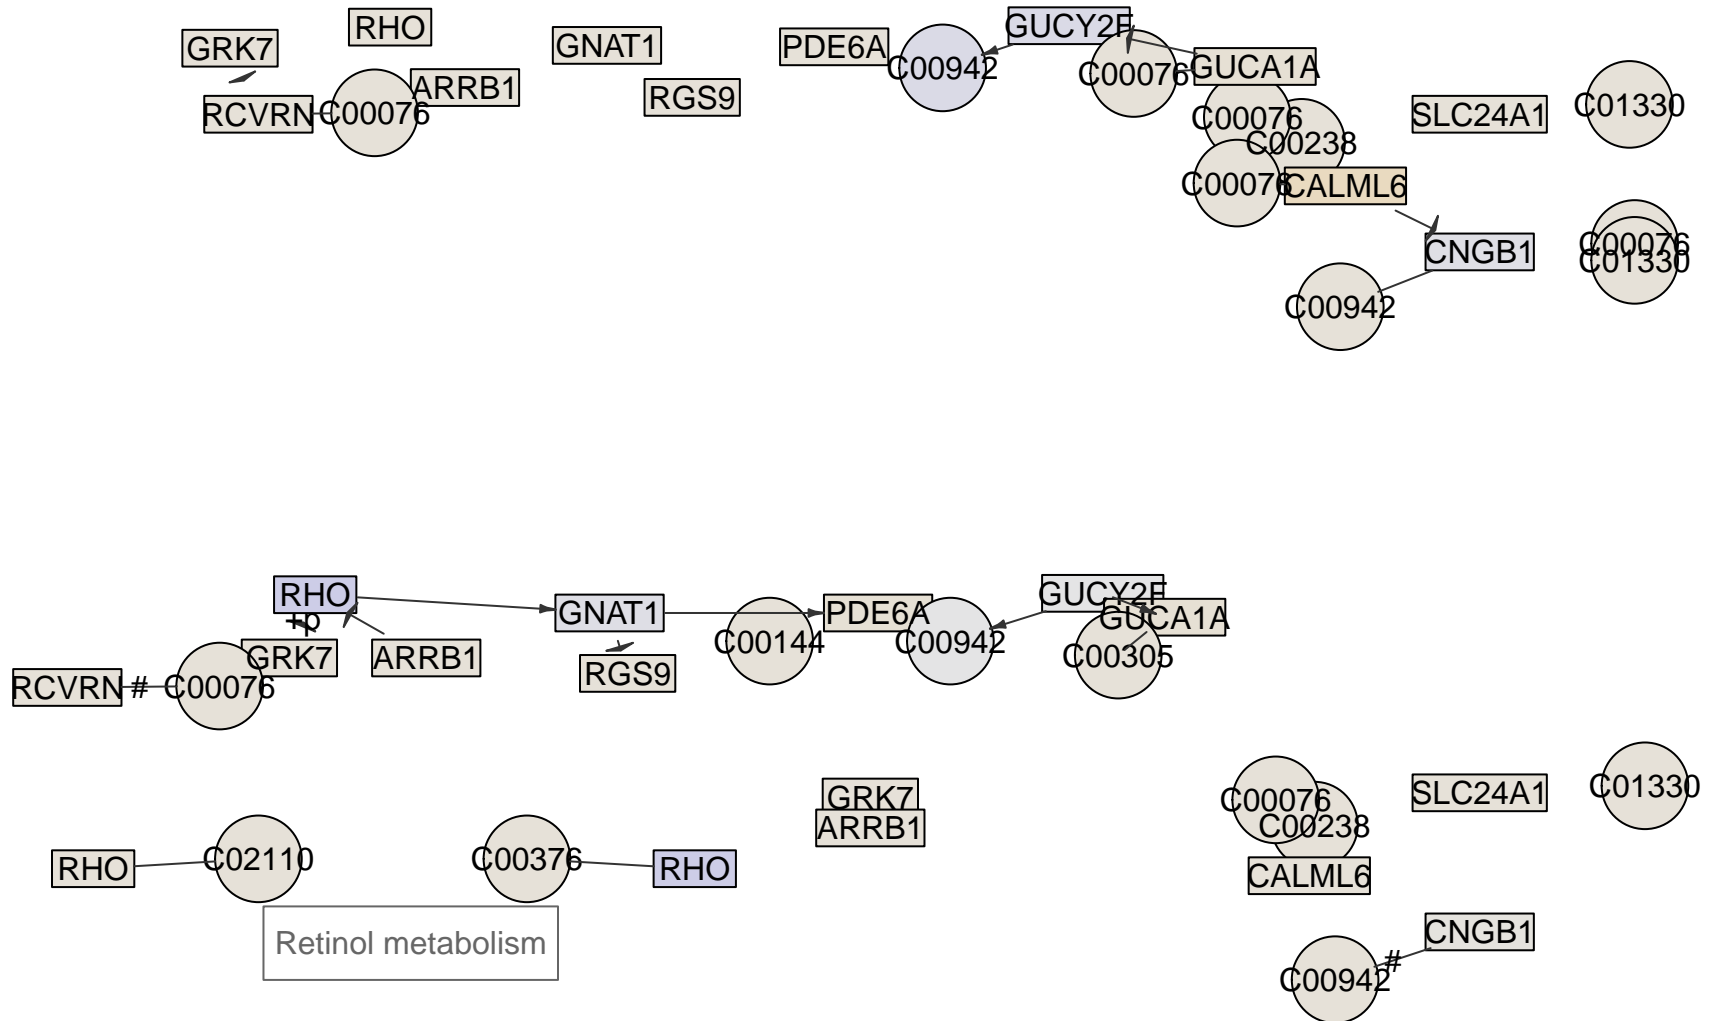 RHO
GUCY2F
GRK7
GNAT1
PDE6A
C00942
C00076
GUCA1A
ARRB1
RGS9
RCVRN
C00076
C00076
SLC24A1
C01330
C00238
C00076
CALML6
CNGB1
C00076
C01330
C00942
RHO
GUCY2F
+p
GNAT1
PDE6A
GUCA1A
C00144
C00942
GRK7
ARRB1
C00305
RGS9
RCVRN
#
C00076
GRK7
C00076
SLC24A1
C01330
ARRB1
C00238
RHO
C02110
C00376
RHO
CALML6
Retinol metabolism
CNGB1
#
C00942